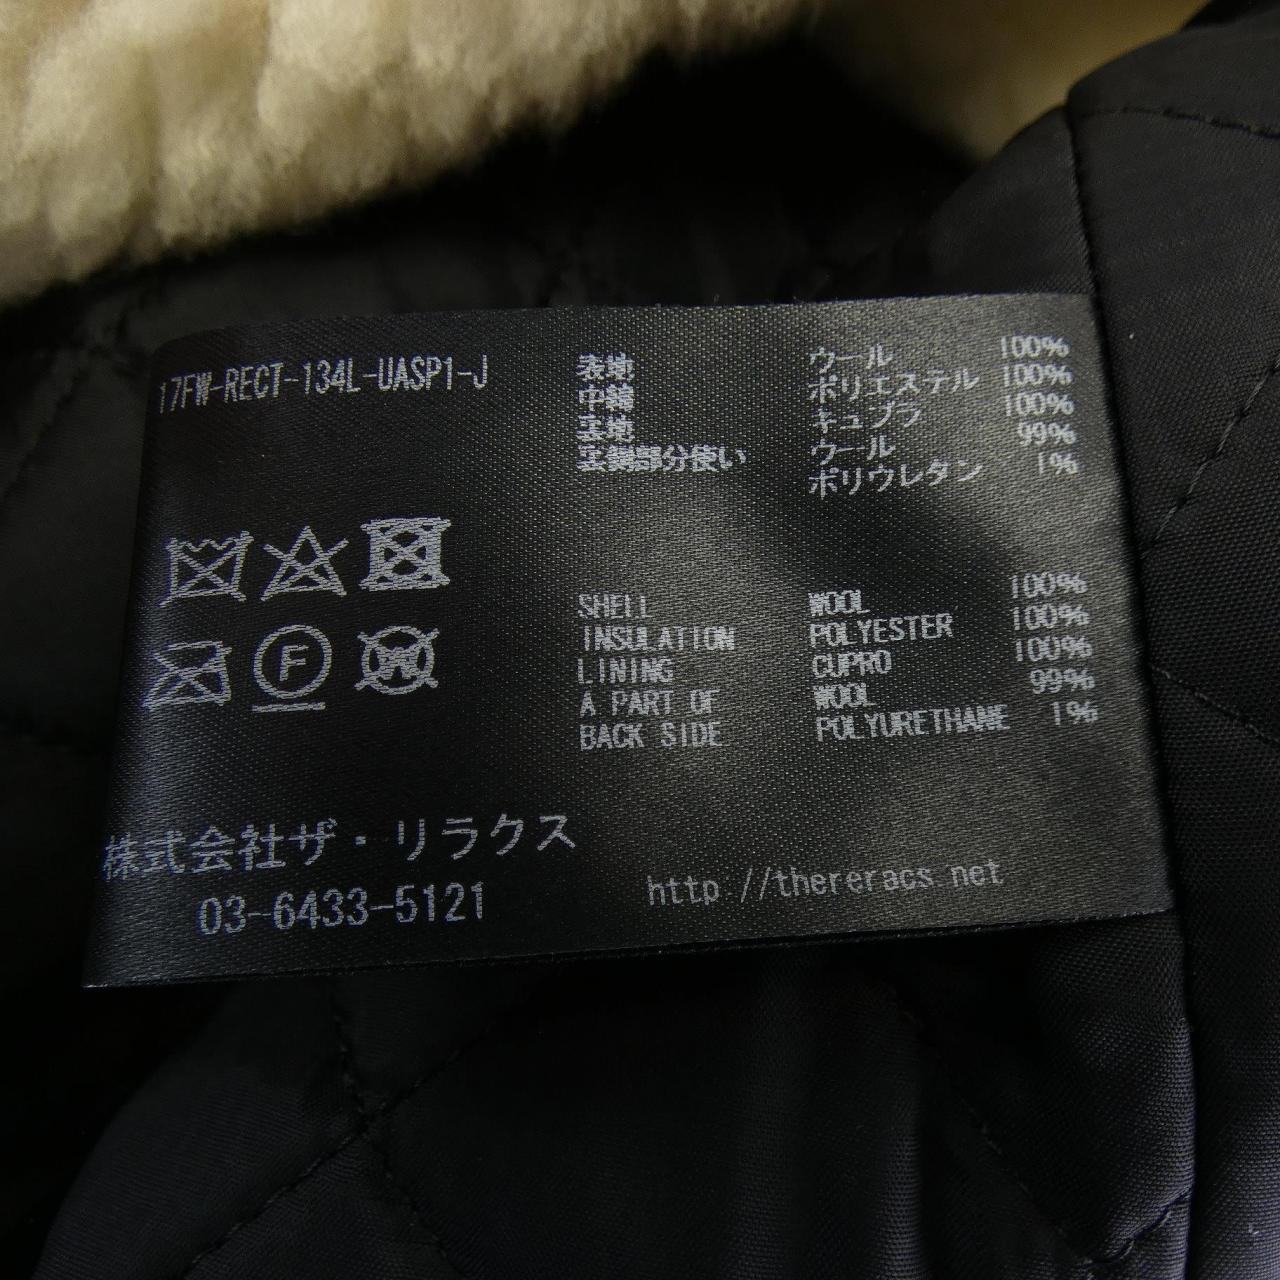 17FW-RECT-134L-UASP1-J
表地 ウール 100%
中綿 ポリエステル 100%
裏地 キュプラ 100%
裏側部分使い ウール 99%
ポリウレタン 1%
F
W
SHELL WOOL 100%
INSULATION POLYESTER 100%
LINING CUPRO 100%
A PART OF WOOL 99%
BACK SIDE POLYURETHANE 1%
株式会社ザ・リラクス
03-6433-5121
http://thereracs.net